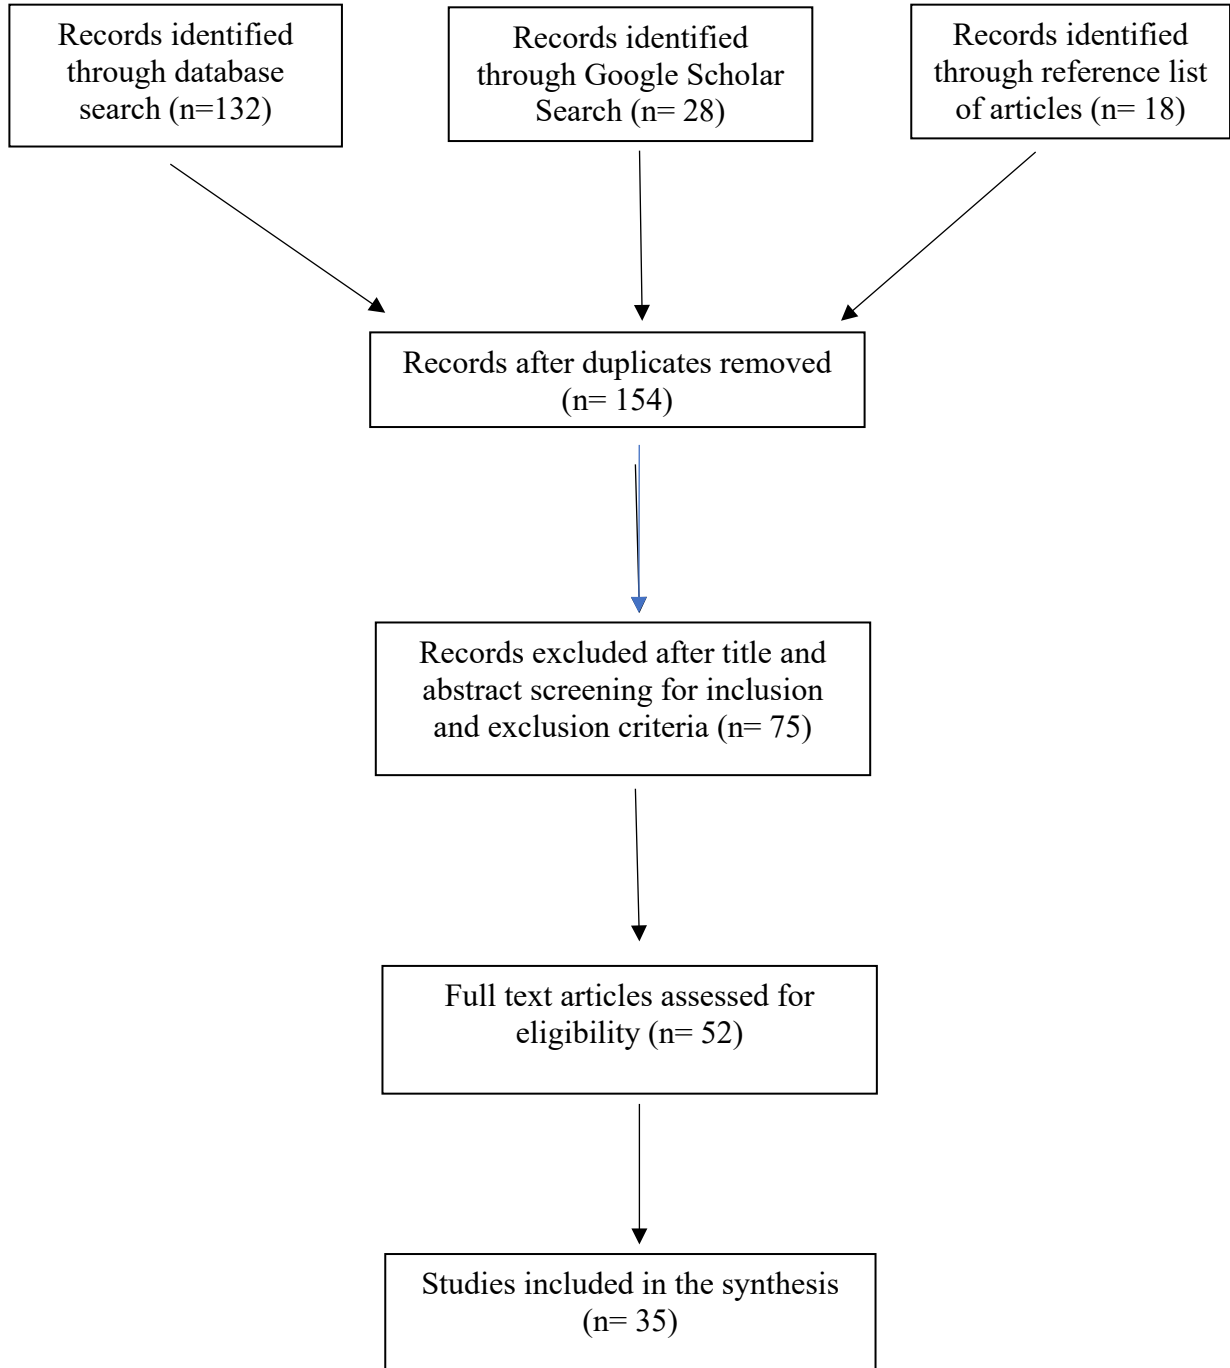 Records identified
through database
search (n=132)
Records identified
through Google Scholar
Search (n= 28)
Records identified
through reference list
of articles (n= 18)
Records after duplicates removed
(n= 154)
Records excluded after title and
abstract screening for inclusion
and exclusion criteria (n= 75)
Full text articles assessed for
eligibility (n= 52)
Studies included in the synthesis
(n= 35)